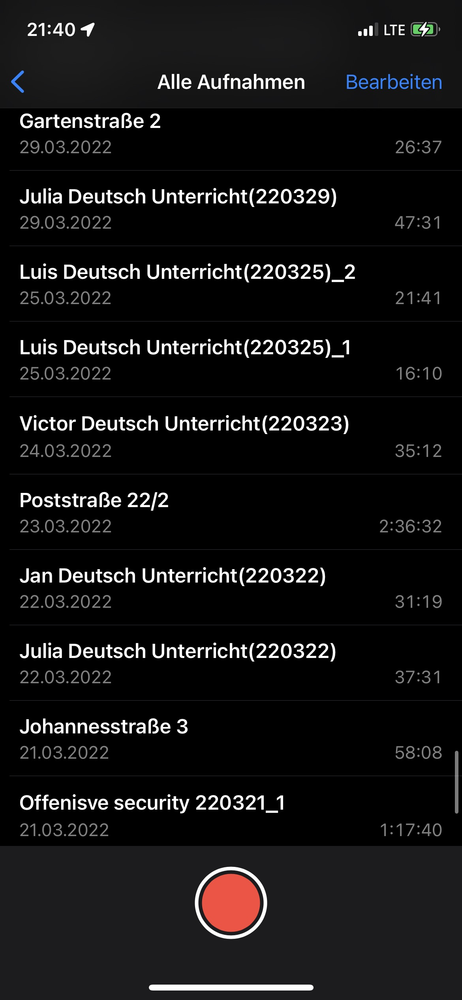 21:40 LTE
Alle Aufnahmen Bearbeiten
Gartenstraße 2
29.03.2022 26:37
Julia Deutsch Unterricht(220329)
29.03.2022 47:31
Luis Deutsch Unterricht(220325)_2
25.03.2022 21:41
Luis Deutsch Unterricht(220325)_1
25.03.2022 16:10
Victor Deutsch Unterricht(220323)
24.03.2022 35:12
Poststraße 22/2
23.03.2022 2:36:32
Jan Deutsch Unterricht(220322)
22.03.2022 31:19
Julia Deutsch Unterricht(220322)
22.03.2022 37:31
Johannesstraße 3
21.03.2022 58:08
Offenisve security 220321_1
21.03.2022 1:17:40